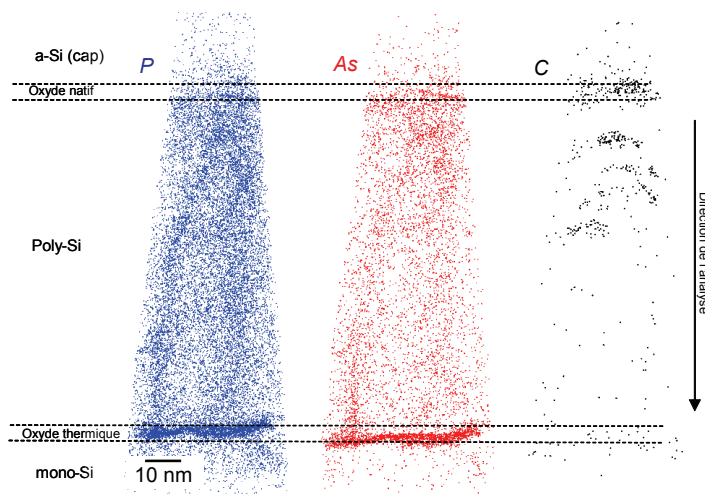 a-Si (cap)
P
As
C
Oxyde natif
Poly-Si
Direction de l'analyse
Oxyde thermique
mono-Si
10 nm